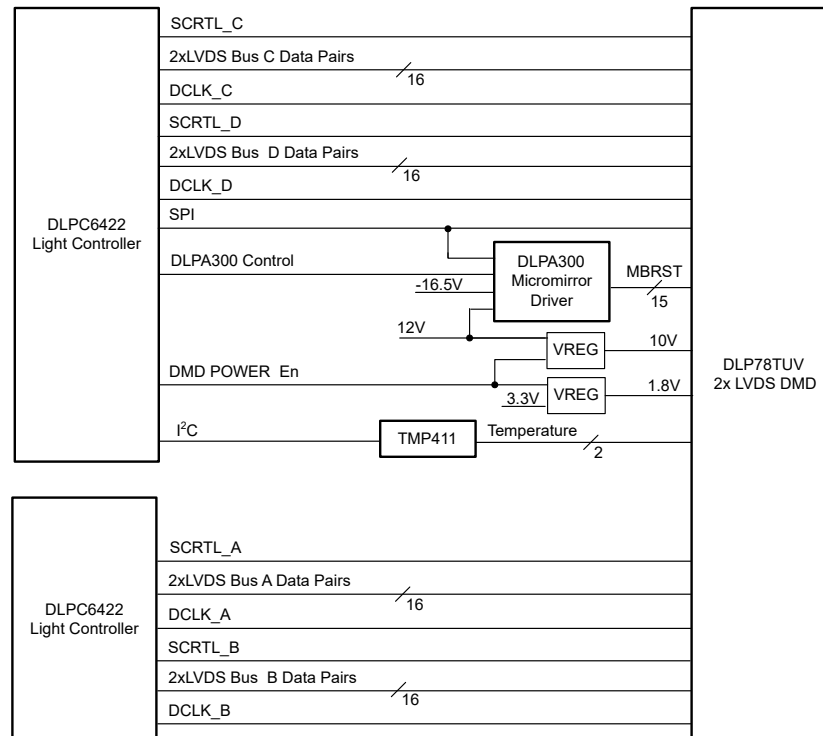 SCRTL_C
2xLVDS Bus C Data Pairs
16
DCLK_C
SCRTL_D
2xLVDS Bus  D Data Pairs
16
DCLK_D
SPI
DLPC6422
Light Controller
DLPA300 Control
-16.5V
DLPA300
Micromirror
Driver
MBRST
15
12V
VREG
10V
DMD POWER  En
3.3V
VREG
1.8V
DLP78TUV
2x LVDS DMD
I²C
TMP411
Temperature
2
SCRTL_A
2xLVDS Bus A Data Pairs
16
DCLK_A
DLPC6422
Light Controller
SCRTL_B
2xLVDS Bus  B Data Pairs
16
DCLK_B